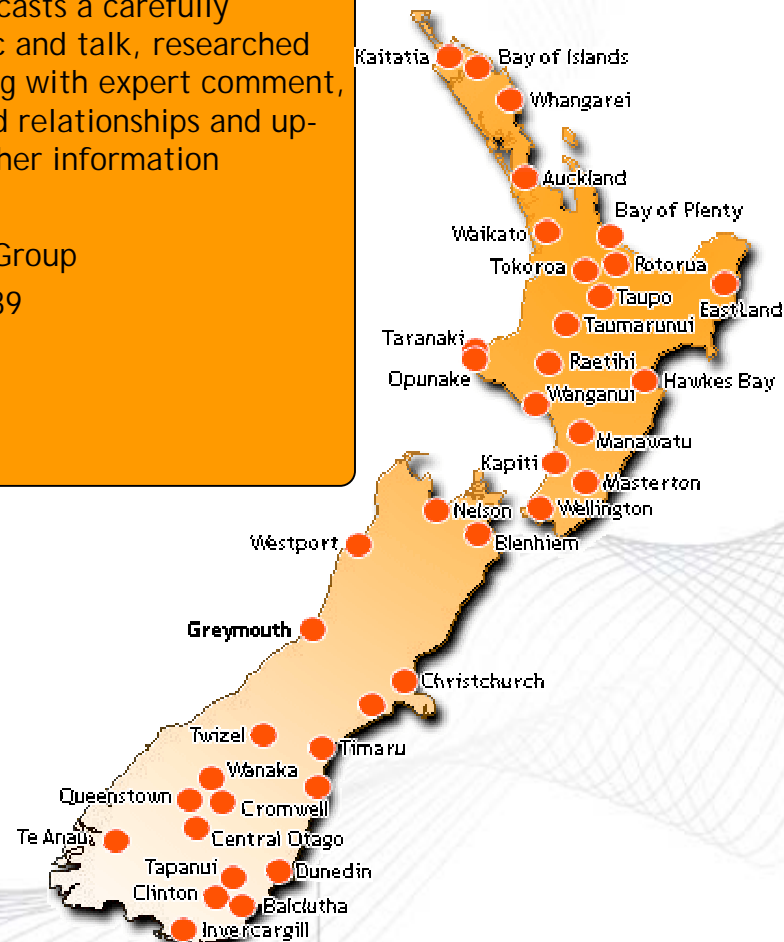 casts a carefully
c and talk, researched
g with expert comment,
d relationships and up-
her information
Group
39
Kaitatia
Bay of Islands
Whangarei
Auckland
Bay of Plenty
Waikato
Tokoroa
Rotorua
Taupo
EastLand
Taumarunui
Taranaki
Raetihi
Opunake
Hawkes Bay
Wanganui
Manawatu
Kapiti
Masterton
Nelson
Wellington
Westport
Blenhiem
Greymouth
Christchurch
Twizel
Timaru
Wanaka
Queenstown
Cromwell
Te Anau
Central Otago
Tapanui
Dunedin
Clinton
Balclutha
Invercargill